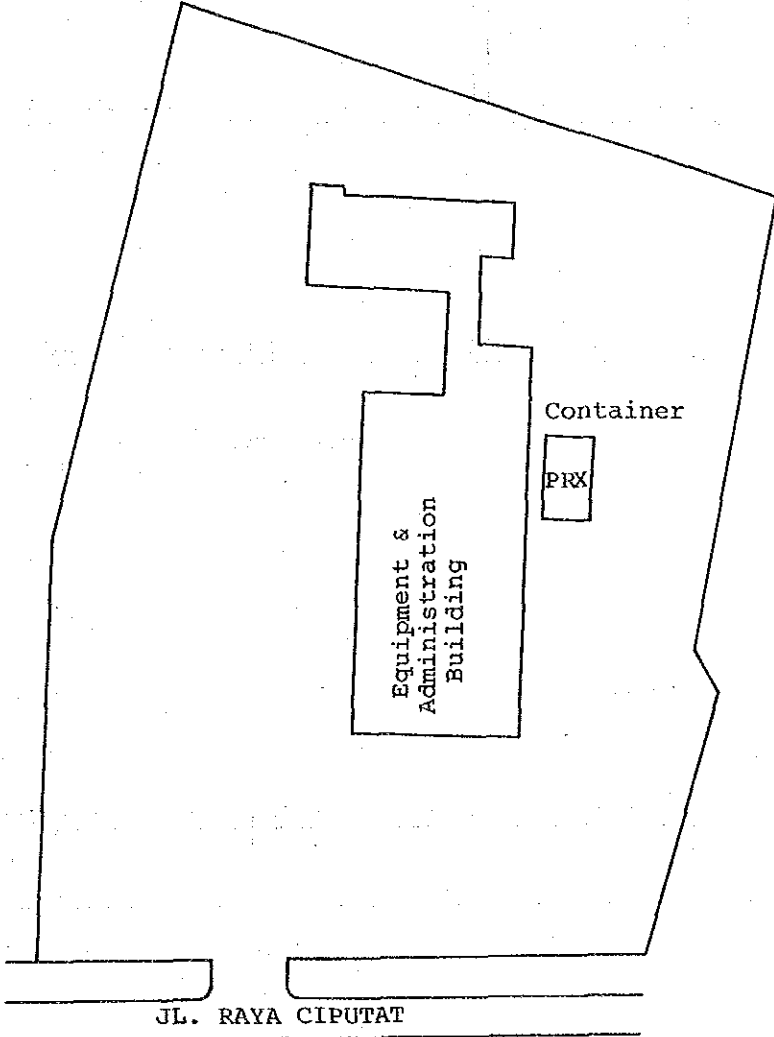 Container
PRX
Equipment &
Administration
Building
JL. RAYA CIPUTAT